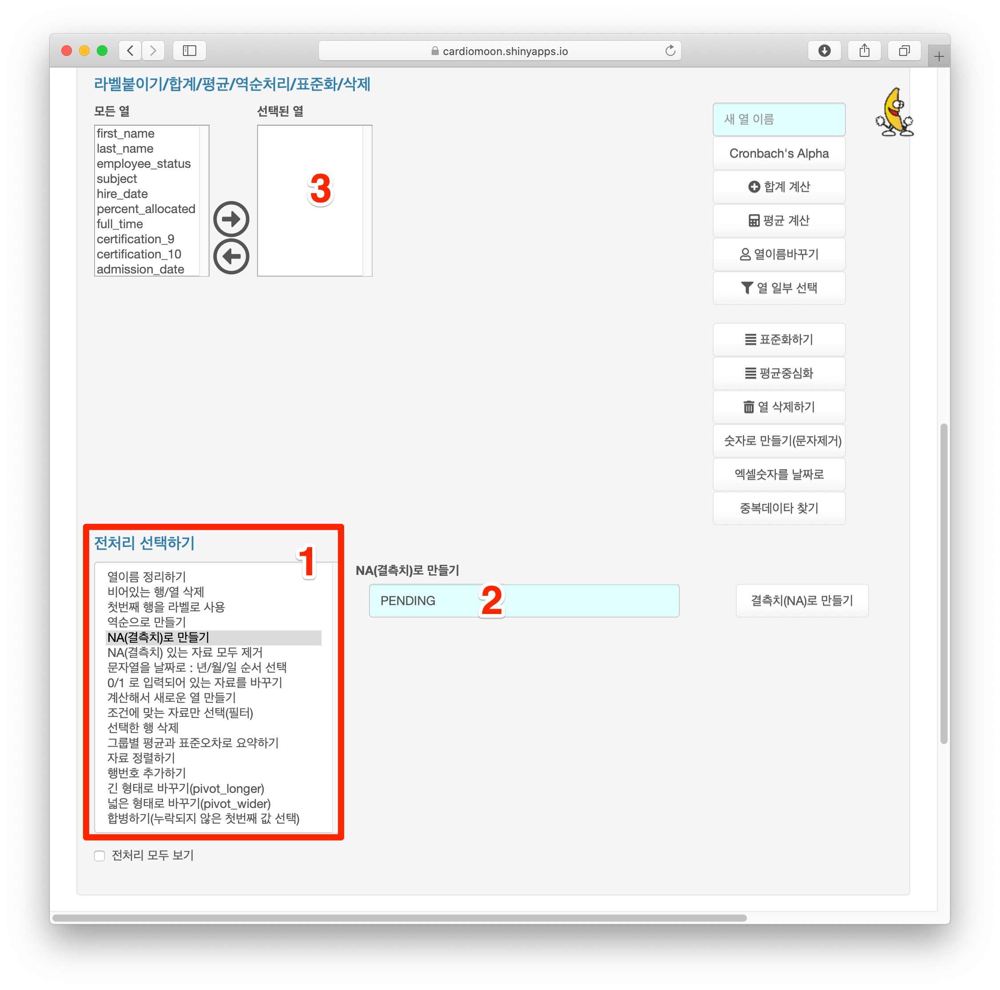 cardiomoon.shinyapps.io
라벨붙이기/합계/평균/역순처리/표준화/삭제
모든 열
선택된 열
first_name
last_name
employee_status
subject
hire_date
percent_allocated
full_time
certification_9
certification_10
admission_date
3
새 열 이름
Cronbach's Alpha
합계 계산
평균 계산
열이름바꾸기
열 일부 선택
표준화하기
평균중심화
열 삭제하기
숫자로 만들기(문자제거)
엑셀숫자를 날짜로
중복데이타 찾기
전처리 선택하기
1
열이름 정리하기
비어있는 행/열 삭제
첫번째 행을 라벨로 사용
역순으로 만들기
NA(결측치)로 만들기
NA(결측치) 있는 자료 모두 제거
문자열을 날짜로 : 년/월/일 순서 선택
0/1 로 입력되어 있는 자료를 바꾸기
계산해서 새로운 열 만들기
조건에 맞는 자료만 선택(필터)
선택한 행 삭제
그룹별 평균과 표준오차로 요약하기
자료 정렬하기
행번호 추가하기
긴 형태로 바꾸기(pivot_longer)
넓은 형태로 바꾸기(pivot_wider)
합병하기(누락되지 않은 첫번째 값 선택)
NA(결측치)로 만들기
PENDING
2
결측치(NA)로 만들기
전처리 모두 보기